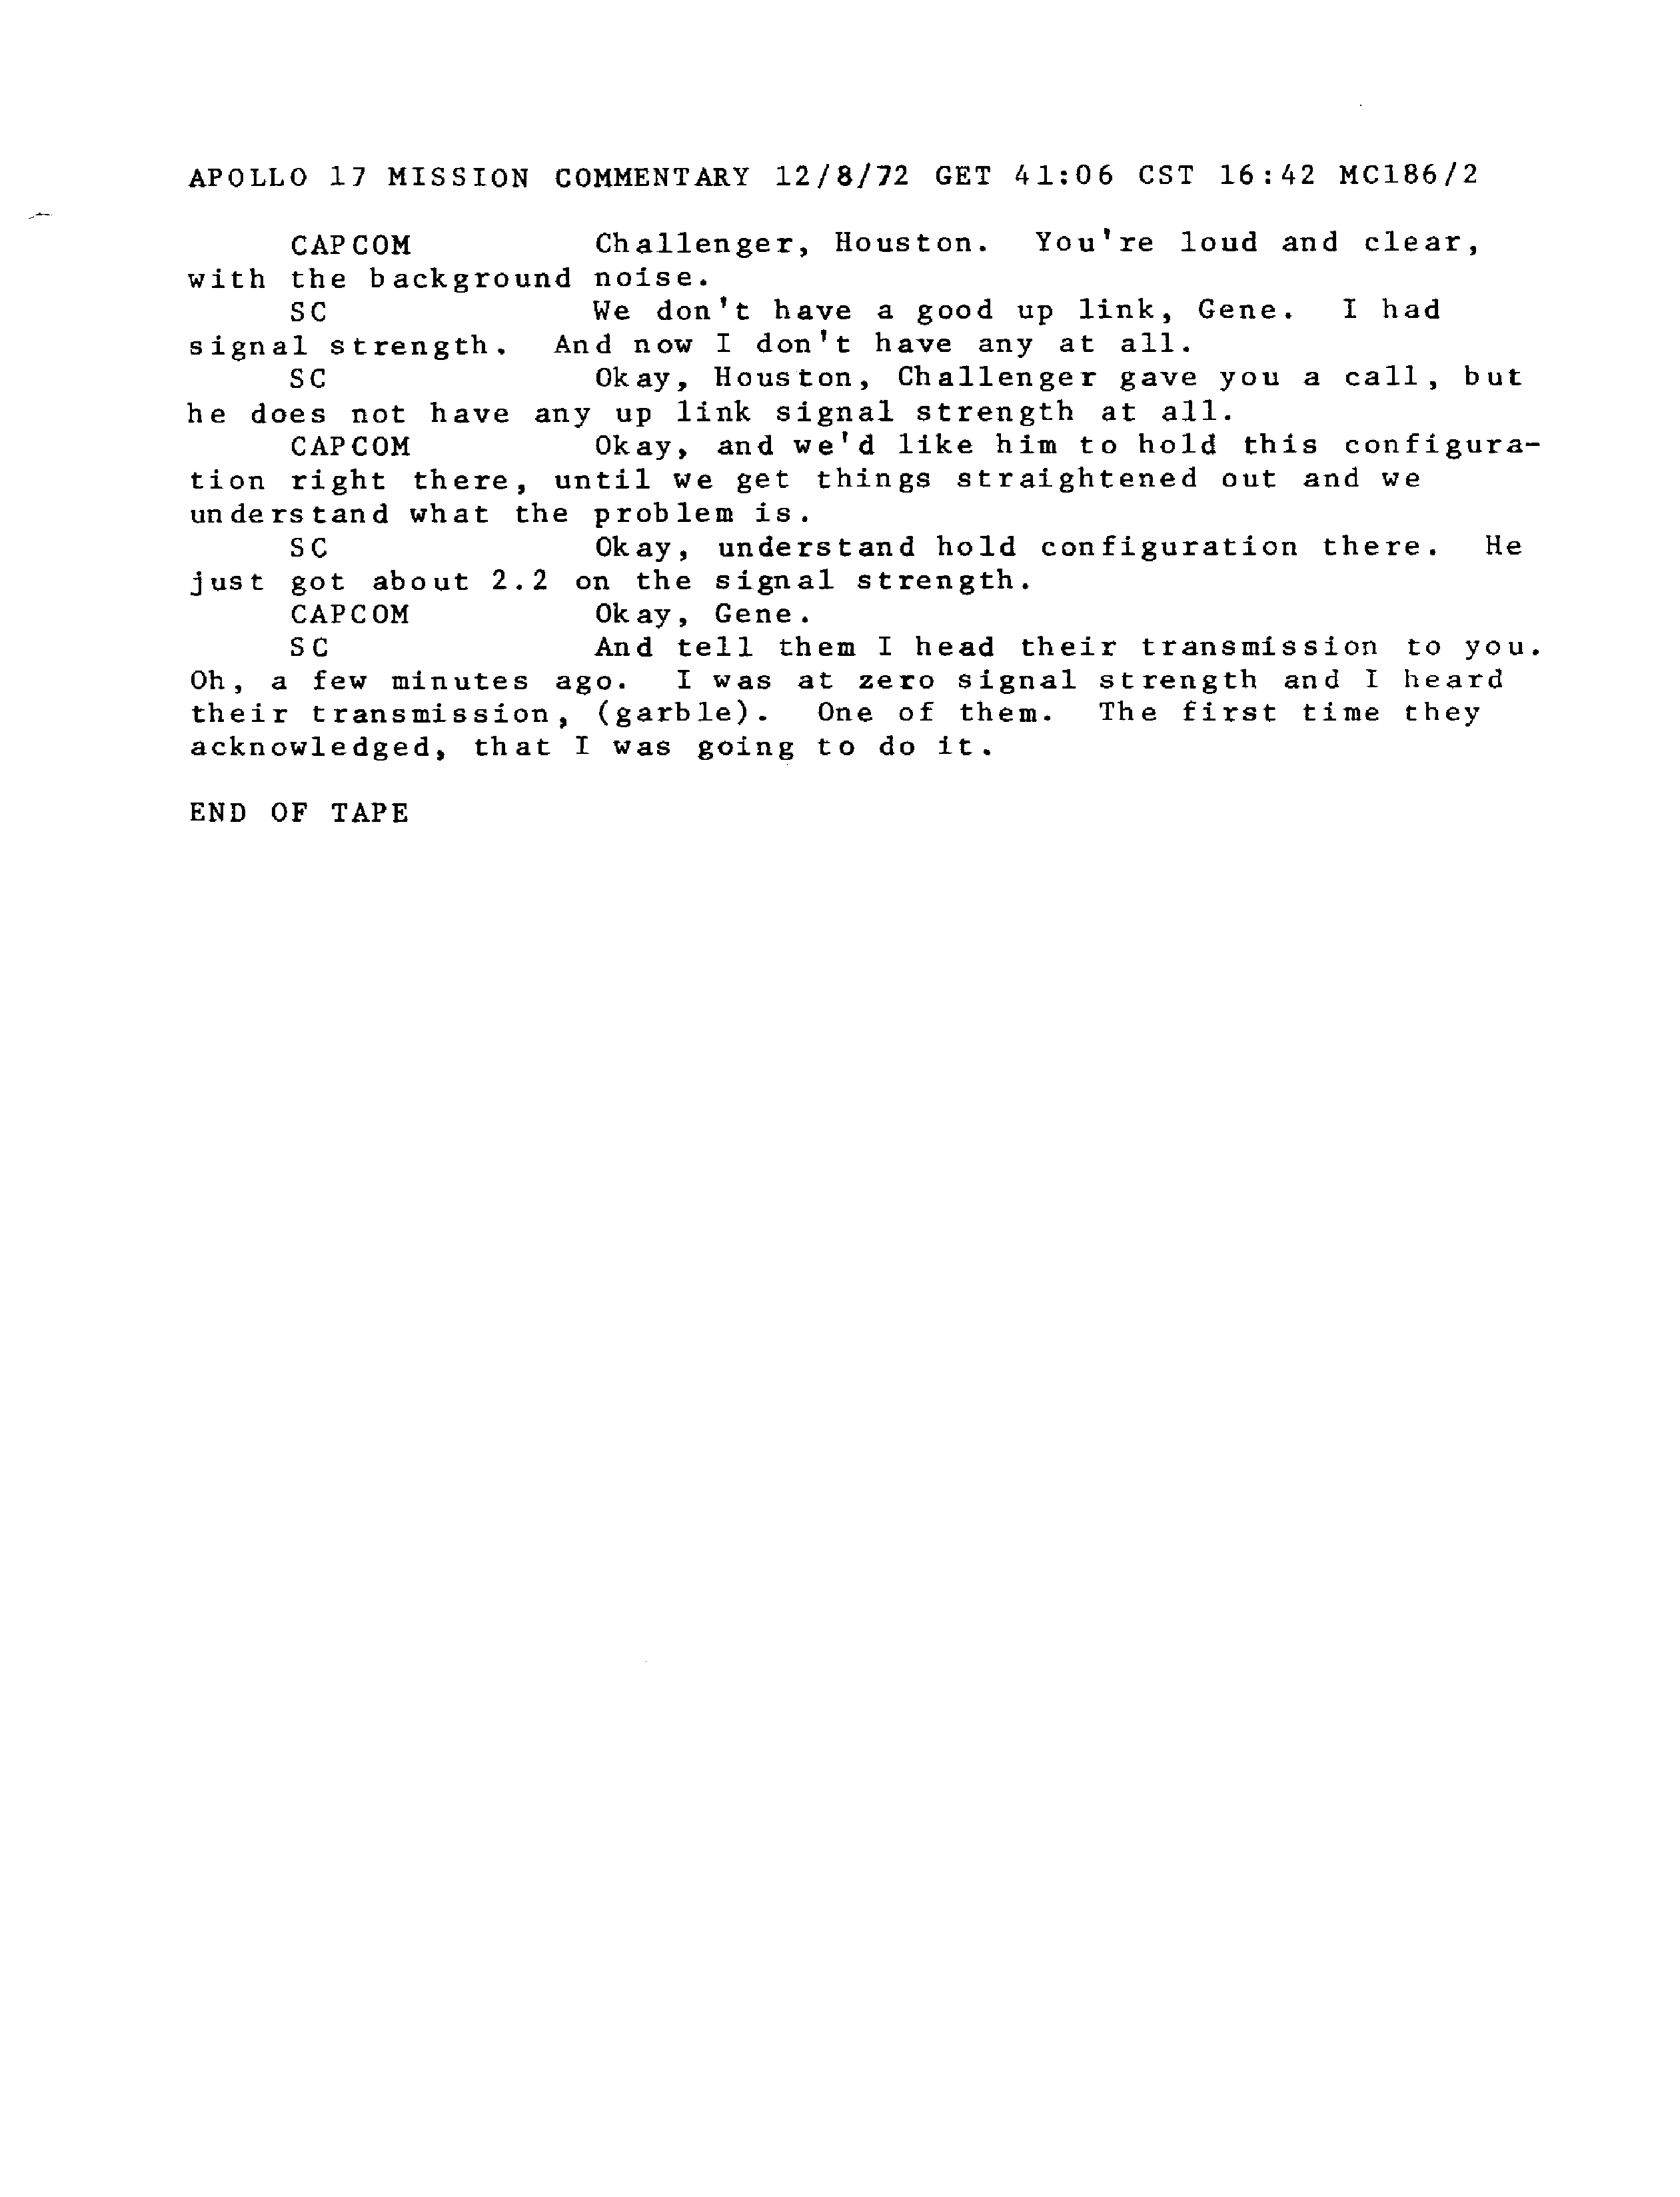 APOLLO 17 MISSION COMMENTARY 12/8/72 GET 41:06 CST 16:42 MC186/2
CAPCOM Challenger, Houston. You're loud and clear,
with the background noise.
SC We don't have a good up link, Gene. I had
signal strength. And now I don't have any at all.
SC Okay, Houston, Challenger gave you a call, but
he does not have any up link signal strength at all.
CAPCOM Okay, and we'd like him to hold this configura-
tion right there, until we get things straightened out and we
understand what the problem is.
SC Okay, understand hold configuration there. He
just got about 2.2 on the signal strength.
CAPCOM Okay, Gene.
SC And tell them I head their transmission to you.
Oh, a few minutes ago. I was at zero signal strength and I heard
their transmission, (garble). One of them. The first time they
acknowledged, that I was going to do it.
END OF TAPE